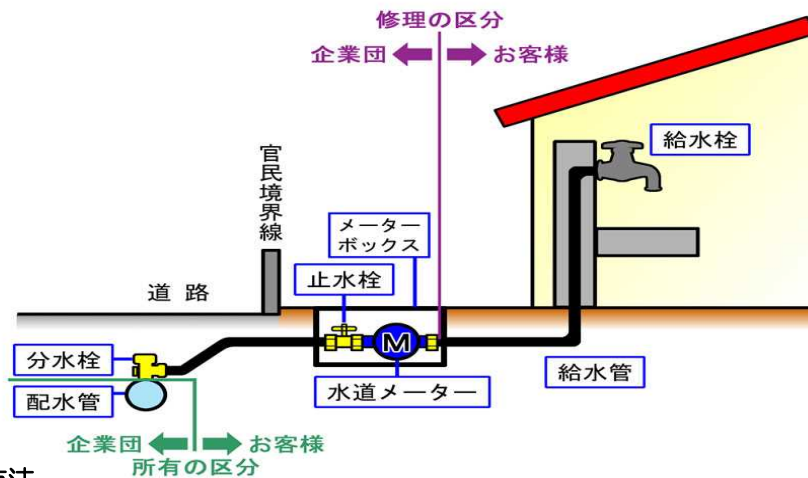 修理の区分
企業団 お客様
給水栓
官民境界線
メーター
ボックス
止水栓
道路
M
分水栓
水道メーター
給水管
配水管
企業団 お客様
所有の区分